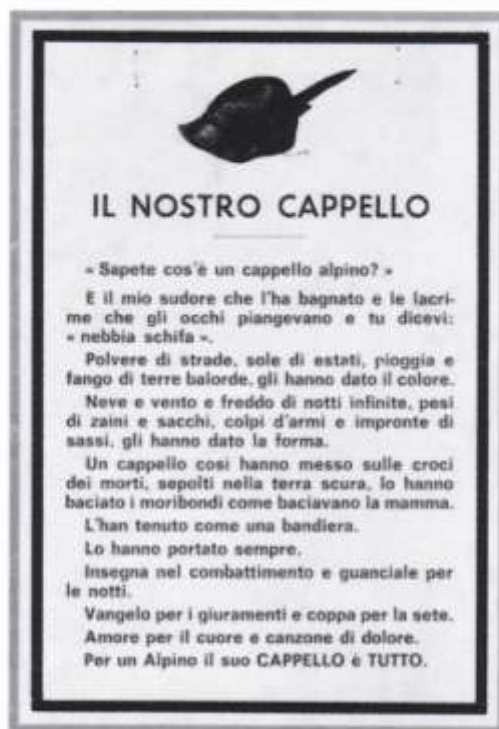 IL NOSTRO CAPPELLO
« Sapete cos'è un cappello alpino? »
E il mio sudore che l'ha bagnato e le lacri-
me che gli occhi piangevano e tu dicevi:
« nebbia schifa ».
Polvere di strade, sole di estati, pioggia e
fango di terre balorde, gli hanno dato il colore.
Neve e vento e freddo di notti infinite, pesi
di zaini e sacchi, colpi d'armi e impronte di
sassi, gli hanno dato la forma.
Un cappello così hanno messo sulle croci
dei morti, sepolti nella terra scura, lo hanno
baciato i moribondi come baciavano la mamma.
L'han tenuto come una bandiera.
Lo hanno portato sempre.
Insegna nel combattimento e guanciale per
le notti.
Vangelo per i giuramenti e coppa per la sete.
Amore per il cuore e canzone di dolore.
Per un Alpino il suo CAPPELLO è TUTTO.